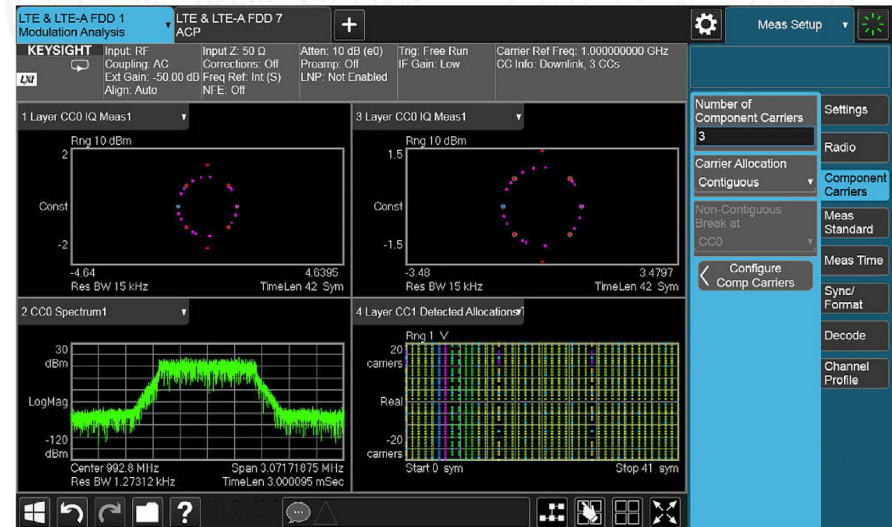 LTE & LTE-A FDD 1
Modulation Analysis
LTE & LTE-A FDD 7
ACP
Meas Setup
KEYSIGHT
LXI
Input: RF
Coupling: AC
Ext Gain: -50.00 dB
Align: Auto
Input Z: 50 Ω
Corrections: Off
Freq Ref: Int (S)
NFE: Off
Atten: 10 dB (e0)
Preamp: Off
LNP: Not Enabled
Trig: Free Run
IF Gain: Low
Carrier Ref Freq: 1.000000000 GHz
CC Info: Downlink, 3 CCs
1 Layer CC0 IQ Meas1
Rng 10 dBm
2
Const
-2
-4.64
4.6395
Res BW 15 kHz
TimeLen 42 Sym
3 Layer CC0 IQ Meas1
Rng 10 dBm
1.5
Const
-1.5
-3.48
3.4797
Res BW 15 kHz
TimeLen 42 Sym
2 CC0 Spectrum1
30
dBm
LogMag
-120
dBm
Center 992.8 MHz
Span 3.07171875 MHz
Res BW 1.27312 kHz
TimeLen 3.000095 mSec
4 Layer CC1 Detected Allocations
Rng 1 V
20
carriers
Real
-20
carriers
Start 0 sym
Stop 41 sym
Number of
Component Carriers
3
Carrier Allocation
Contiguous
Non-Contiguous
Break at
CC0
Configure
Comp Carriers
Settings
Radio
Component
Carriers
Meas
Standard
Meas Time
Sync/
Format
Decode
Channel
Profile